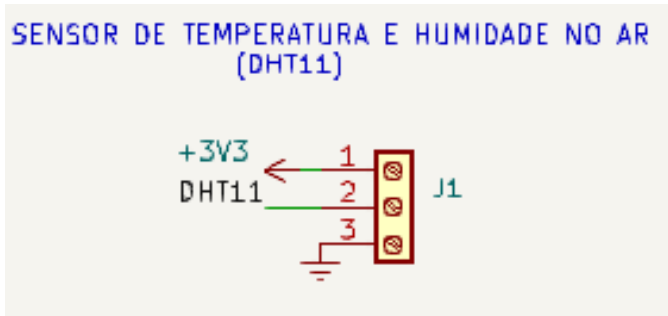 SENSOR DE TEMPERATURA E HUMIDADE NO AR
(DHT11)
+3V3 1
DHT11 2 J1
3